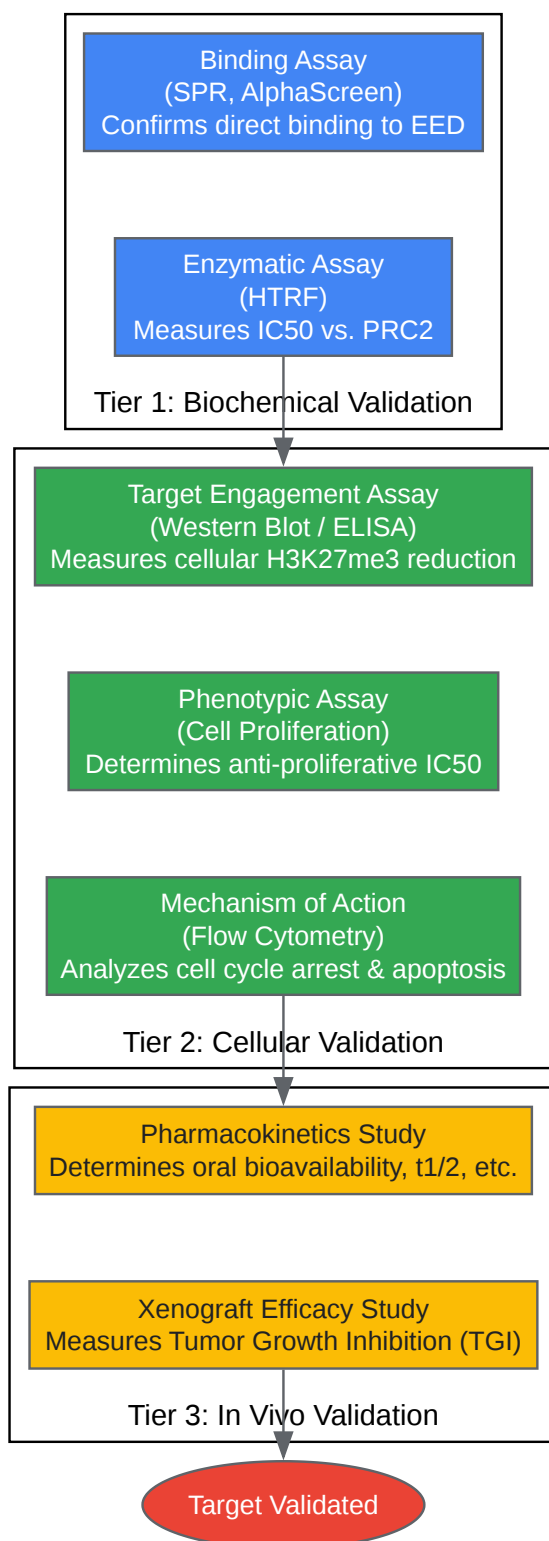 Binding Assay
(SPR, AlphaScreen)
Confirms direct binding to EED
Enzymatic Assay
(HTRF)
Measures IC50 vs. PRC2
Tier 1: Biochemical Validation
Target Engagement Assay
(Western Blot / ELISA)
Measures cellular H3K27me3 reduction
Phenotypic Assay
(Cell Proliferation)
Determines anti-proliferative IC50
Mechanism of Action
(Flow Cytometry)
Analyzes cell cycle arrest & apoptosis
Tier 2: Cellular Validation
Pharmacokinetics Study
Determines oral bioavailability, t1/2, etc.
Xenograft Efficacy Study
Measures Tumor Growth Inhibition (TGI)
Tier 3: In Vivo Validation
Target Validated